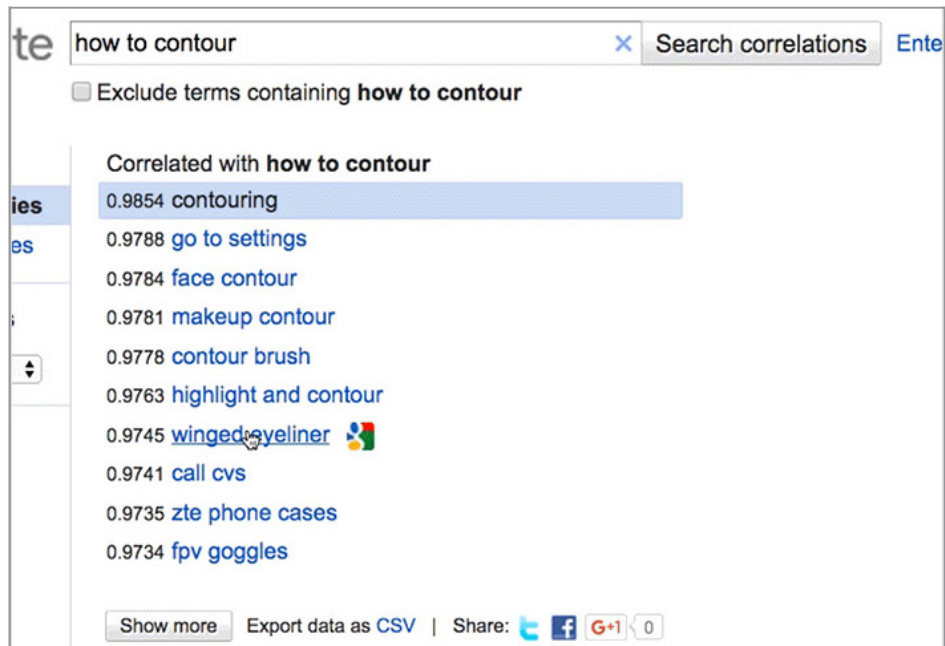 te how to contour × Search correlations Ente
Exclude terms containing how to contour
Correlated with how to contour
ies 0.9854 contouring
es 0.9788 go to settings
0.9784 face contour
s 0.9781 makeup contour
0.9778 contour brush
0.9763 highlight and contour
0.9745 winged eyeliner
0.9741 call cvs
0.9735 zte phone cases
0.9734 fpv goggles
Show more Export data as CSV | Share: t f G+1 0